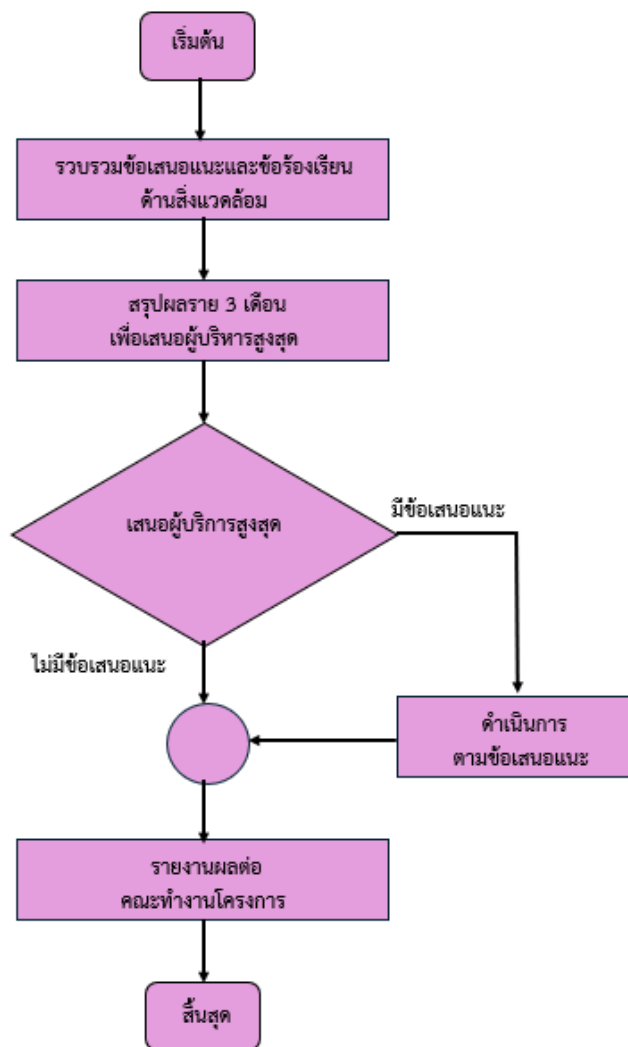 เริ่มต้น
รวบรวมข้อเสนอแนะและข้อร้องเรียน
ด้านสิ่งแวดล้อม
สรุปผลราย 3 เดือน
เพื่อเสนอผู้บริหารสูงสุด
เสนอผู้บริการสูงสุด
มีข้อเสนอแนะ
ไม่มีข้อเสนอแนะ
ดำเนินการ
ตามข้อเสนอแนะ
รายงานผลต่อ
คณะทำงานโครงการ
สิ้นสุด